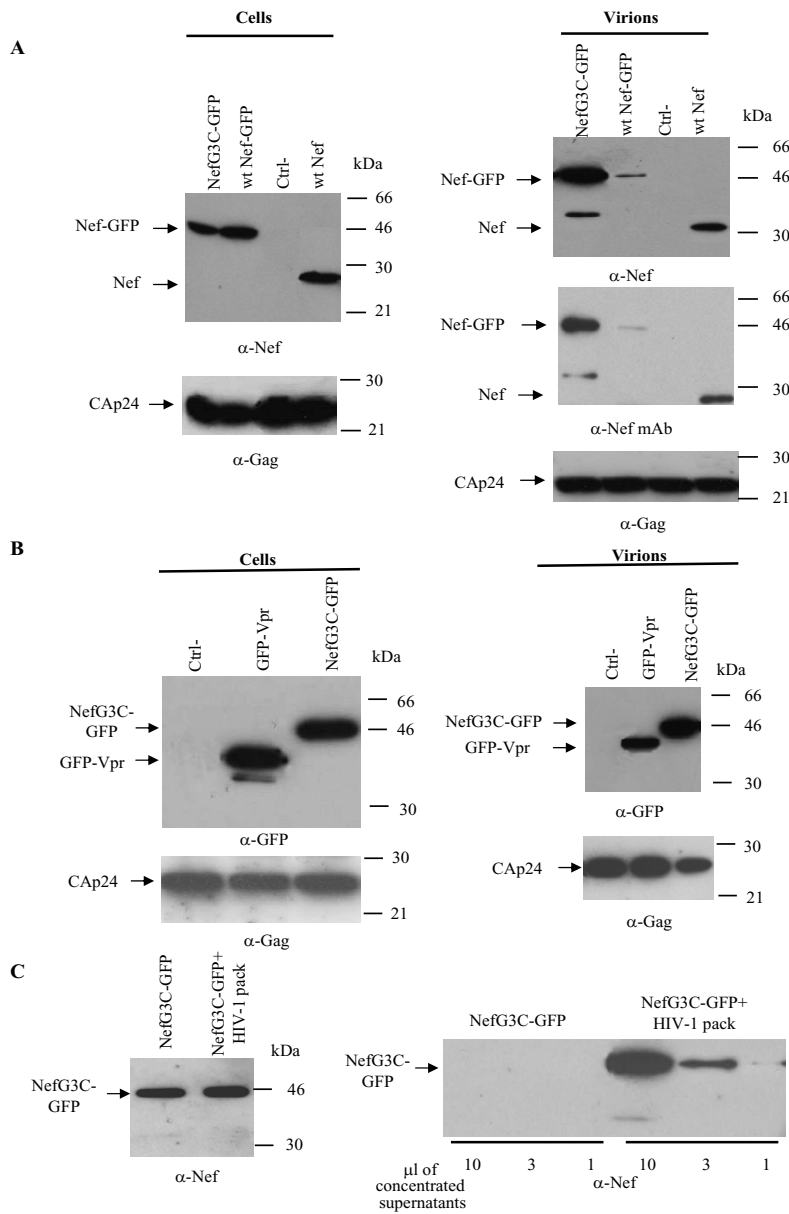 Cells
Virions
A
NefG3C-GFP
wt Nef-GFP
Ctrl-
wt Nef
kDa
66
Nef-GFP
46
30
Nef
21
α-Nef
30
CAp24
21
α-Gag
NefG3C-GFP
wt Nef-GFP
Ctrl-
wt Nef
kDa
66
Nef-GFP
46
Nef
30
α-Nef
66
Nef-GFP
46
30
Nef
α-Nef mAb
30
CAp24
21
α-Gag
B
Cells
Virions
Ctrl-
GFP-Vpr
NefG3C-GFP
kDa
66
NefG3C-
GFP
46
GFP-Vpr
30
α-GFP
30
CAp24
21
α-Gag
Ctrl-
GFP-Vpr
NefG3C-GFP
kDa
66
NefG3C-GFP
46
GFP-Vpr
30
α-GFP
30
CAp24
21
α-Gag
C
NefG3C-GFP
NefG3C-GFP+
HIV-1 pack
kDa
NefG3C-
GFP
46
30
α-Nef
NefG3C-GFP
NefG3C-GFP+
HIV-1 pack
NefG3C-
GFP
µl of
concentrated
supernatants
10 3 1 10 3 1
α-Nef